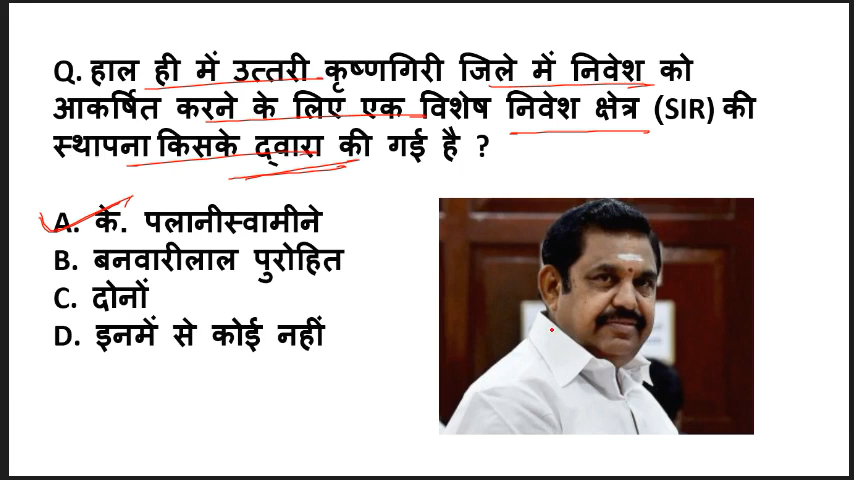 Q. हाल ही में उत्तरी कृष्णगिरी जिले में निवेश को
आकर्षित करने के लिए एक विशेष निवेश क्षेत्र (SIR) की
स्थापना किसके द्वारा की गई है ?
A. के. पलानीस्वामीने
B. बनवारीलाल पुरोहित
C. दोनों
D. इनमें से कोई नहीं